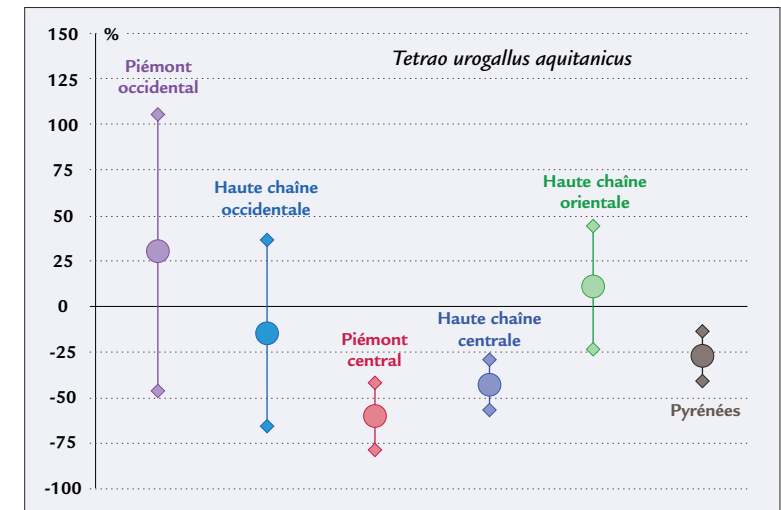 150 %
Tetrao urogallus aquitanicus
Piémont
occidental
125
100
75
Haute chaîne
occidentale
Haute chaîne
orientale
50
25
0
Haute chaîne
centrale
Piémont
central
-25
-50
Pyrénées
-75
-100